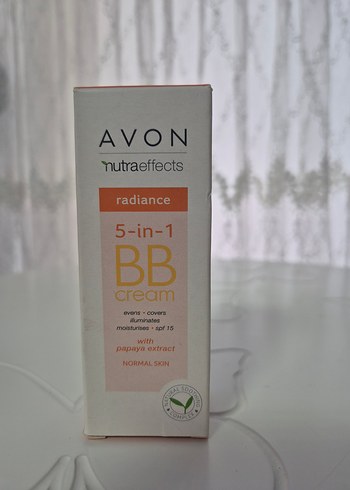 AVON
nutraeffects
radiance
5-in-1
BB
cream
evens • covers
illuminates
moisturises • spf 15
with
papaya extract
NORMAL SKIN
COMPLEX